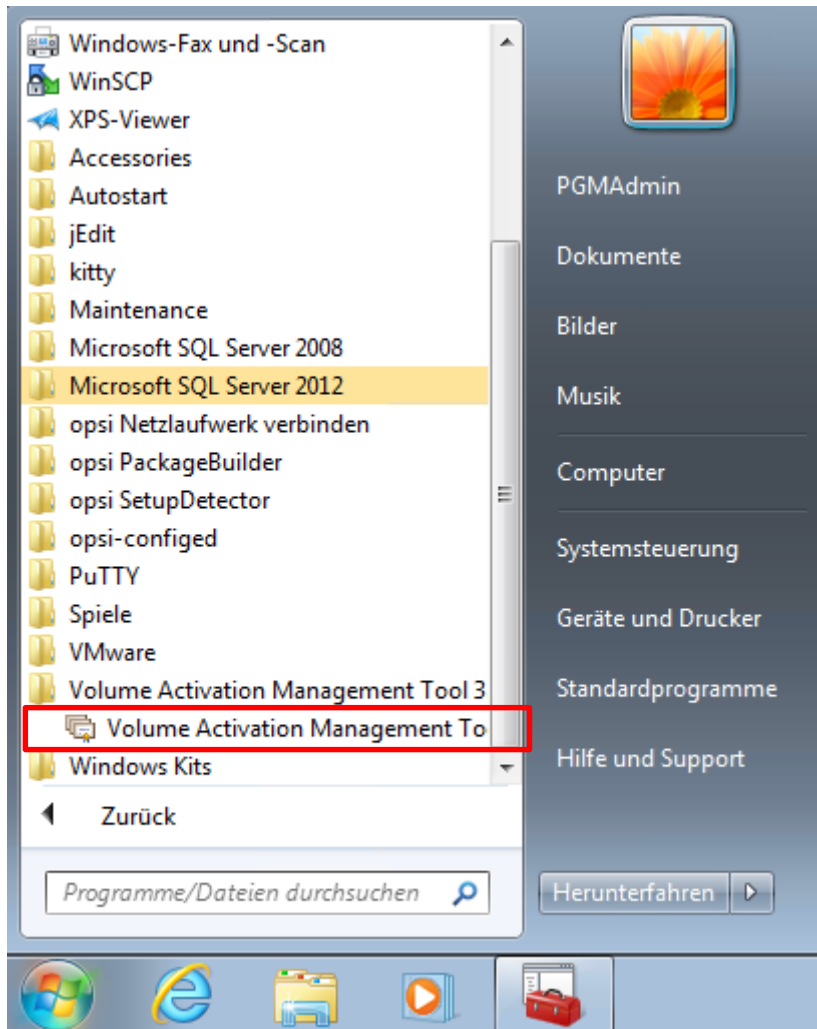 Windows-Fax und -Scan
WinSCP
XPS-Viewer
Accessories
Autostart
jEdit
kitty
Maintenance
Microsoft SQL Server 2008
Microsoft SQL Server 2012
opsi Netzlaufwerk verbinden
opsi PackageBuilder
opsi SetupDetector
opsi-configed
PuTTY
Spiele
VMware
Volume Activation Management Tool 3
Volume Activation Management To
Windows Kits
Zurück
Programme/Dateien durchsuchen
PGMAdmin
Dokumente
Bilder
Musik
Computer
Systemsteuerung
Geräte und Drucker
Standardprogramme
Hilfe und Support
Herunterfahren